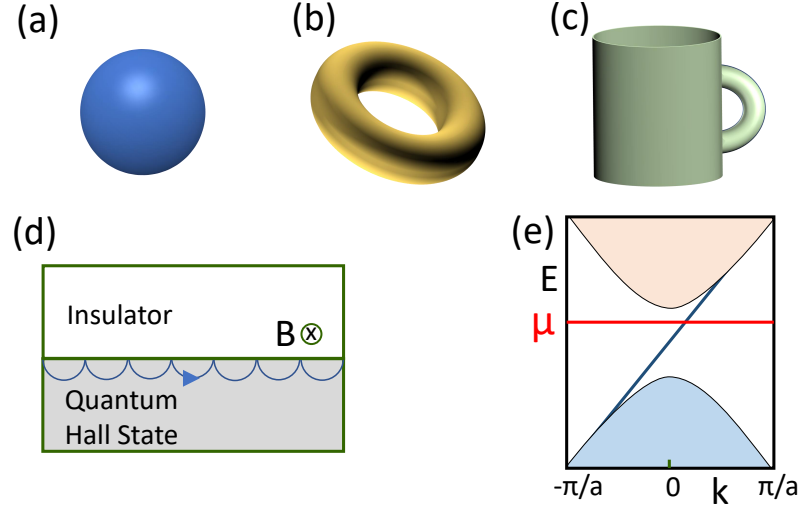 (a)
(b)
(c)
(d)
Insulator
B
x
Quantum
Hall State
(e)
E
μ
-π/a
0
k
π/a